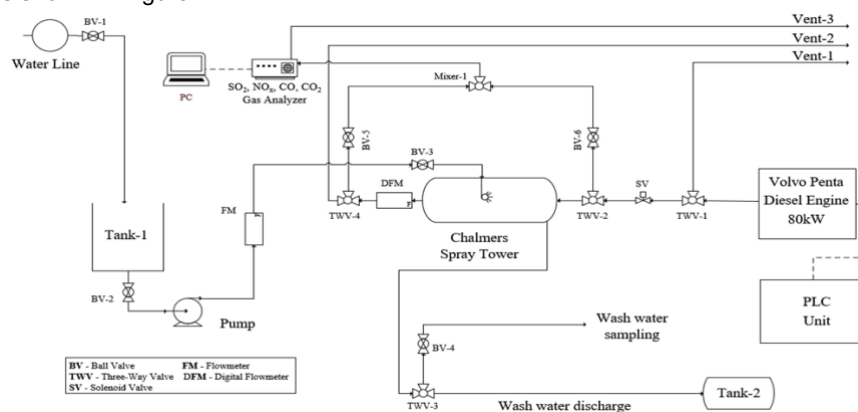 BV-1
Water Line
Vent-3
Vent-2
Vent-1
PC
SO2, NOn, CO, CO2
Gas Analyzer
Mixer-1
BV-5
BV-6
BV-3
FM
DFM
TWV-4
TWV-2
SV
TWV-1
Volvo Penta
Diesel Engine
80kW
Chalmers
Spray Tower
Tank-1
BV-2
Pump
PLC
Unit
Wash water
sampling
BV-4
TWV-3
Wash water discharge
Tank-2
BV - Ball Valve FM - Flowmeter
TWV - Three-Way Valve DFM - Digital Flowmeter
SV - Solenoid Valve